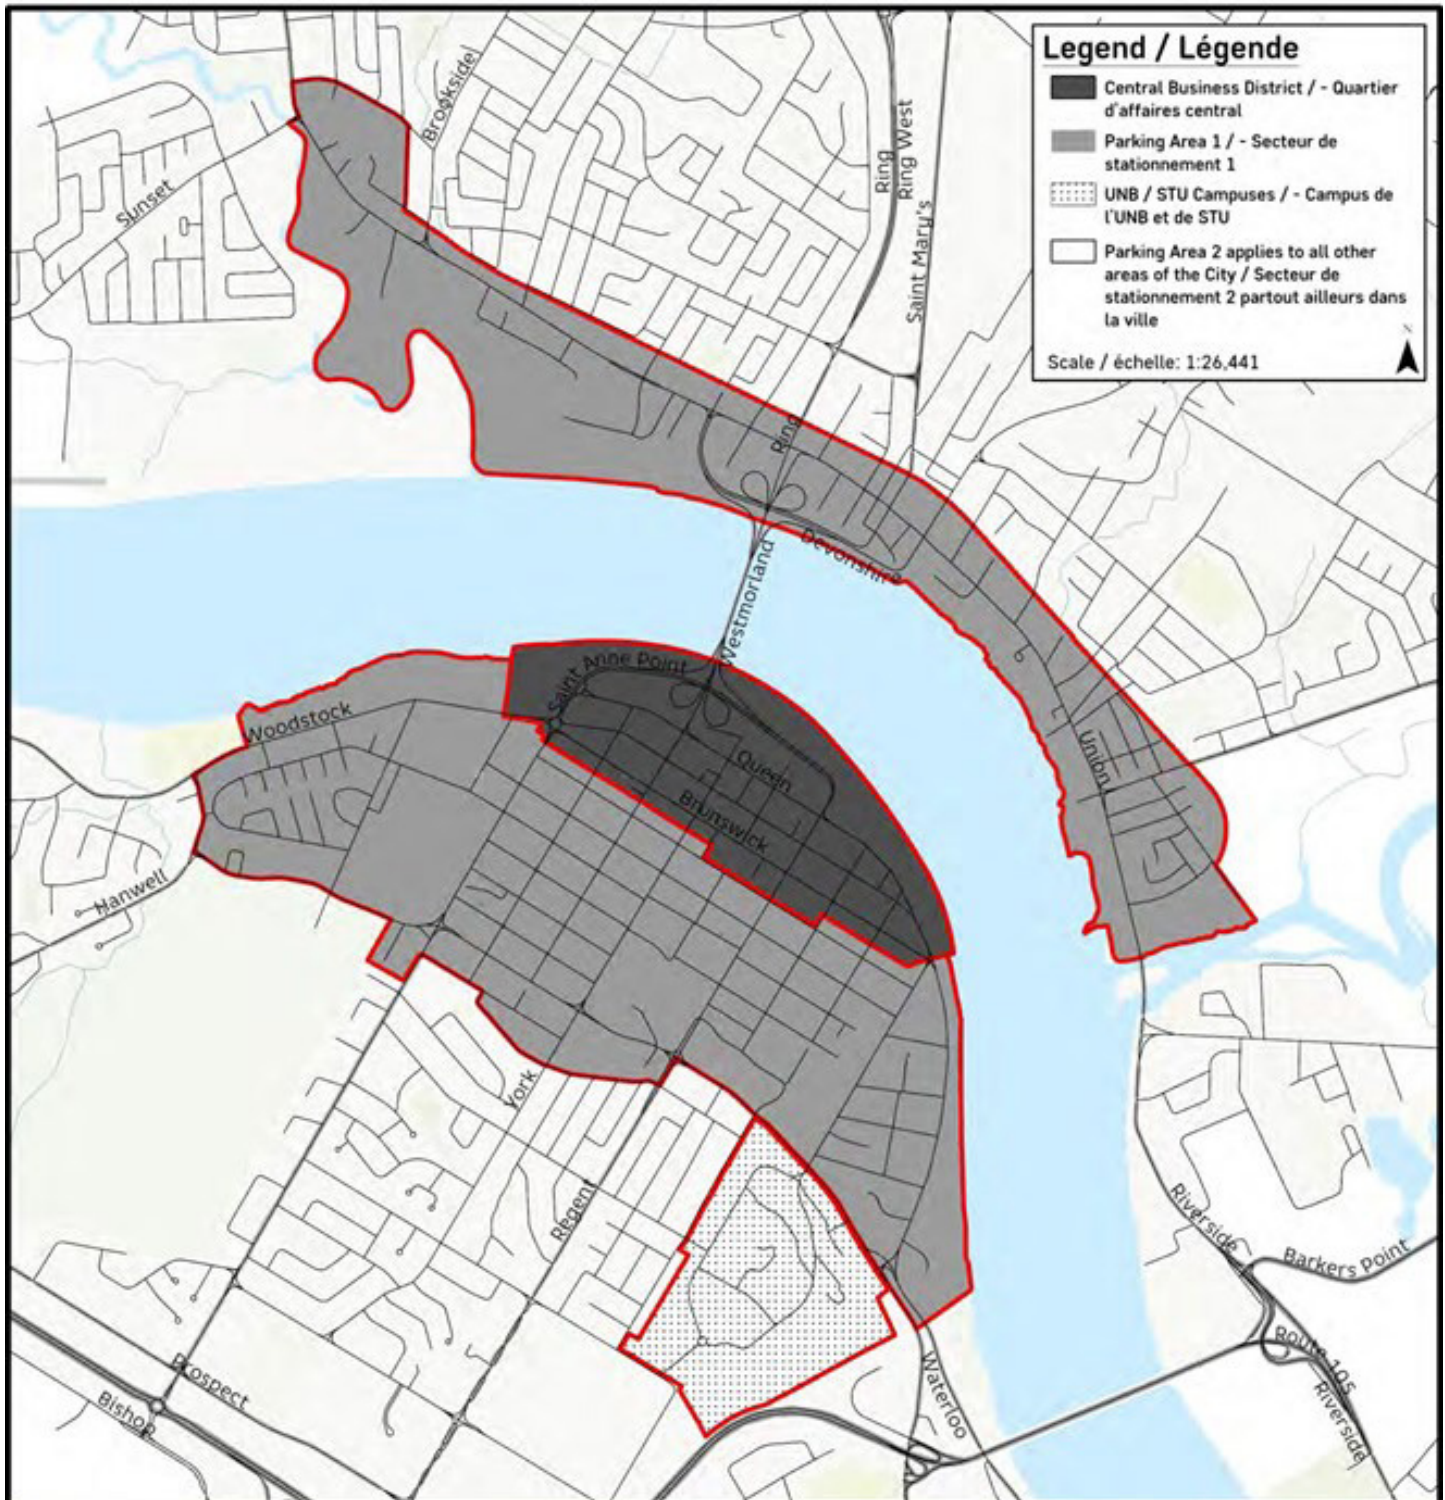 Legend / Légende
Central Business District / - Quartier
d'affaires central
Parking Area 1 / - Secteur de
stationnement 1
UNB / STU Campuses / - Campus de
l'UNB et de STU
Parking Area 2 applies to all other
areas of the City / Secteur de
stationnement 2 partout ailleurs dans
la ville
N
Scale / échelle: 1:26,441
Brookside
Ring
Ring West
Sunset
Saint Mary's
Ring
Devonshire
Westmorland
Saint Anne Point
Woodstock
Queen
Union
Brunswick
Hanwell
York
Regent
Riverside
Barkers Point
Route 105
Prospect
Waterloo
Bishop
Riverside